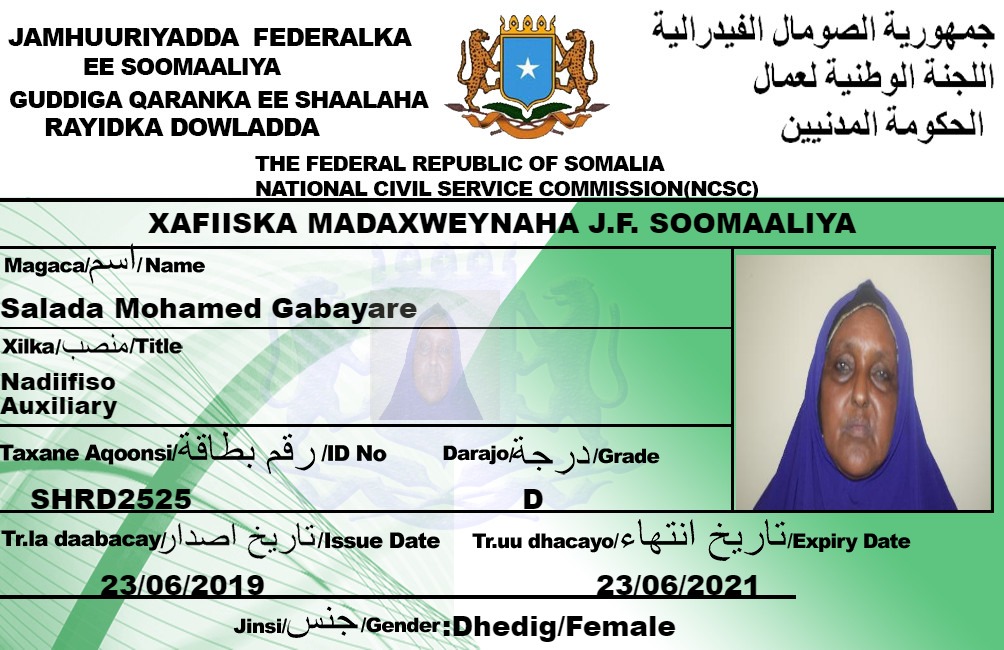 JAMHUURIYADDA FEDERALKA
EE SOOMAALIYA
GUDDIGA QARANKA EE SHAALAHA
RAYIDKA DOWLADDA
جمهورية الصومال الفيدرالية
اللجنة الوطنية لعمال
الحكومة المدنيين
THE FEDERAL REPUBLIC OF SOMALIA
NATIONAL CIVIL SERVICE COMMISSION(NCSC)
XAFIISKA MADAXWEYNAHA J.F. SOOMAALIYA
Magaca/اسم/Name
Salada Mohamed Gabayare
Xilka/منصب/Title
Nadiifiso
Auxiliary
Taxane Aqoonsi/رقم بطاقة/ID No
Darajo/درجة/Grade
SHRD2525
D
Tr.la daabacay/تاريخ اصدار/Issue Date
Tr.uu dhacayo/تاريخ انتهاء/Expiry Date
23/06/2019
23/06/2021
Jinsi/جنس/Gender:Dhedig/Female